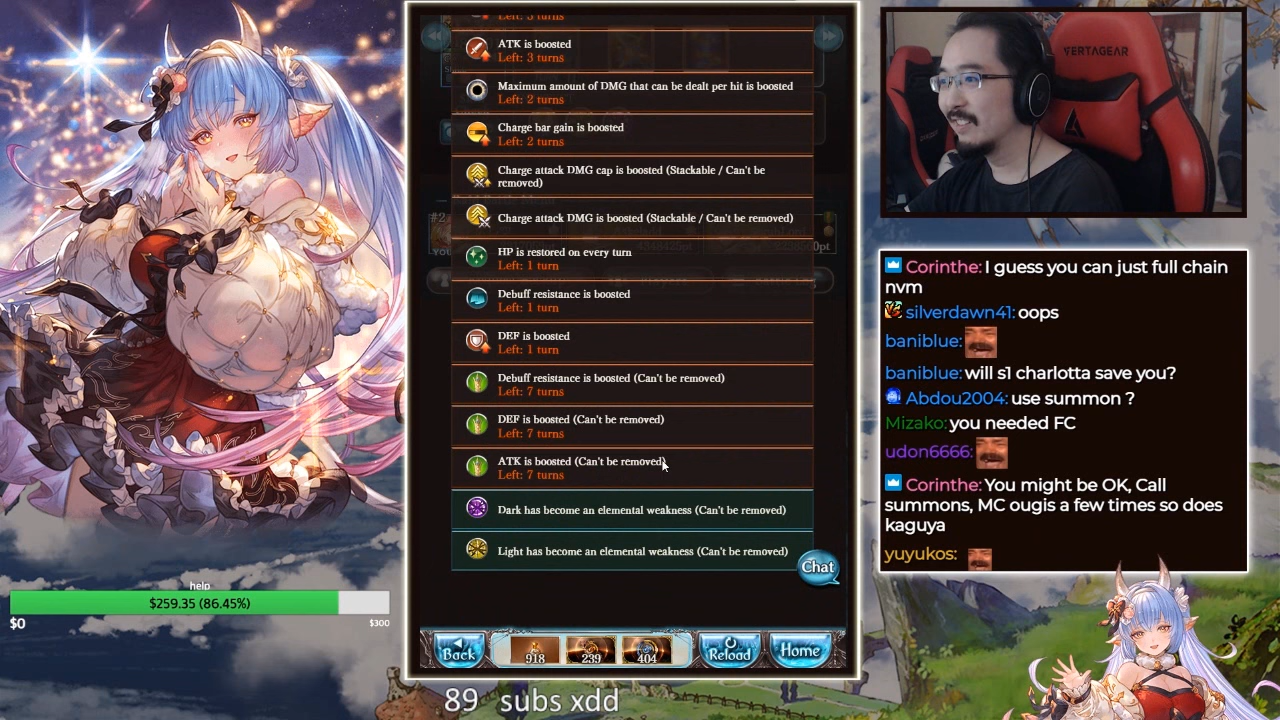 Left: 3 turns
ATK is boosted
Left: 3 turns
Maximum amount of DMG that can be dealt per hit is boosted
Left: 2 turns
Charge bar gain is boosted
Left: 2 turns
Charge attack DMG cap is boosted (Stackable / Can't be
removed)
Charge attack DMG is boosted (Stackable / Can't be removed)
HP is restored on every turn
Left: 1 turn
Debuff resistance is boosted
Left: 1 turn
DEF is boosted
Left: 1 turn
Debuff resistance is boosted (Can't be removed)
Left: 7 turns
DEF is boosted (Can't be removed)
Left: 7 turns
ATK is boosted (Can't be removed)
Left: 7 turns
Dark has become an elemental weakness (Can't be removed)
Light has become an elemental weakness (Can't be removed)
Chat
Back
918
239
404
Reload
Home
89 subs xdd
help
$259.35 (86.45%)
$0
$300
VERTAGEAR
Corinthe: I guess you can just full chain
nvm
silverdawn41: oops
baniblue:
baniblue: will s1 charlotta save you?
Abdou2004: use summon ?
Mizako: you needed FC
udon6666:
Corinthe: You might be OK, Call
summons, MC ougis a few times so does
kaguya
yuyukos: